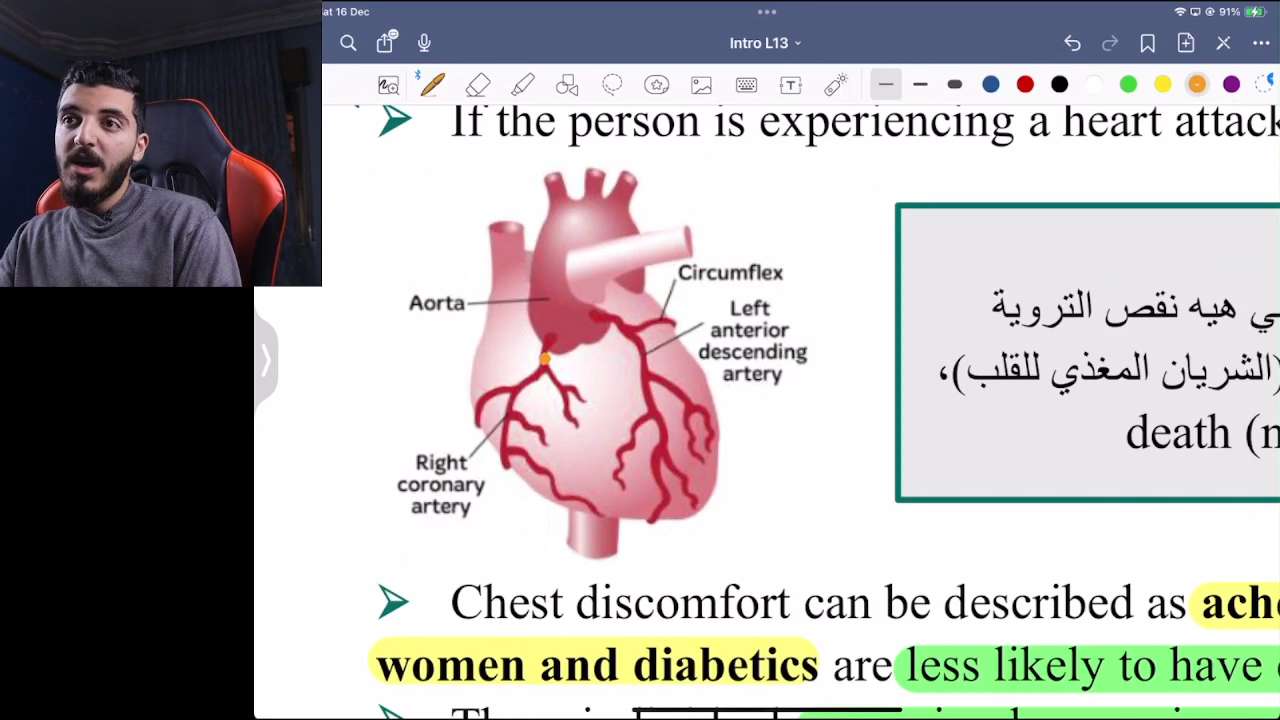 Sat 16 Dec
91%
Intro L13
If the person is experiencing a heart attack
Circumflex
Aorta
Left
anterior
descending
artery
Right
coronary
artery
هيه نقص التروية
(الشريان المغذي للقلب)،
death
Chest discomfort can be described as
women and diabetics are less likely to have